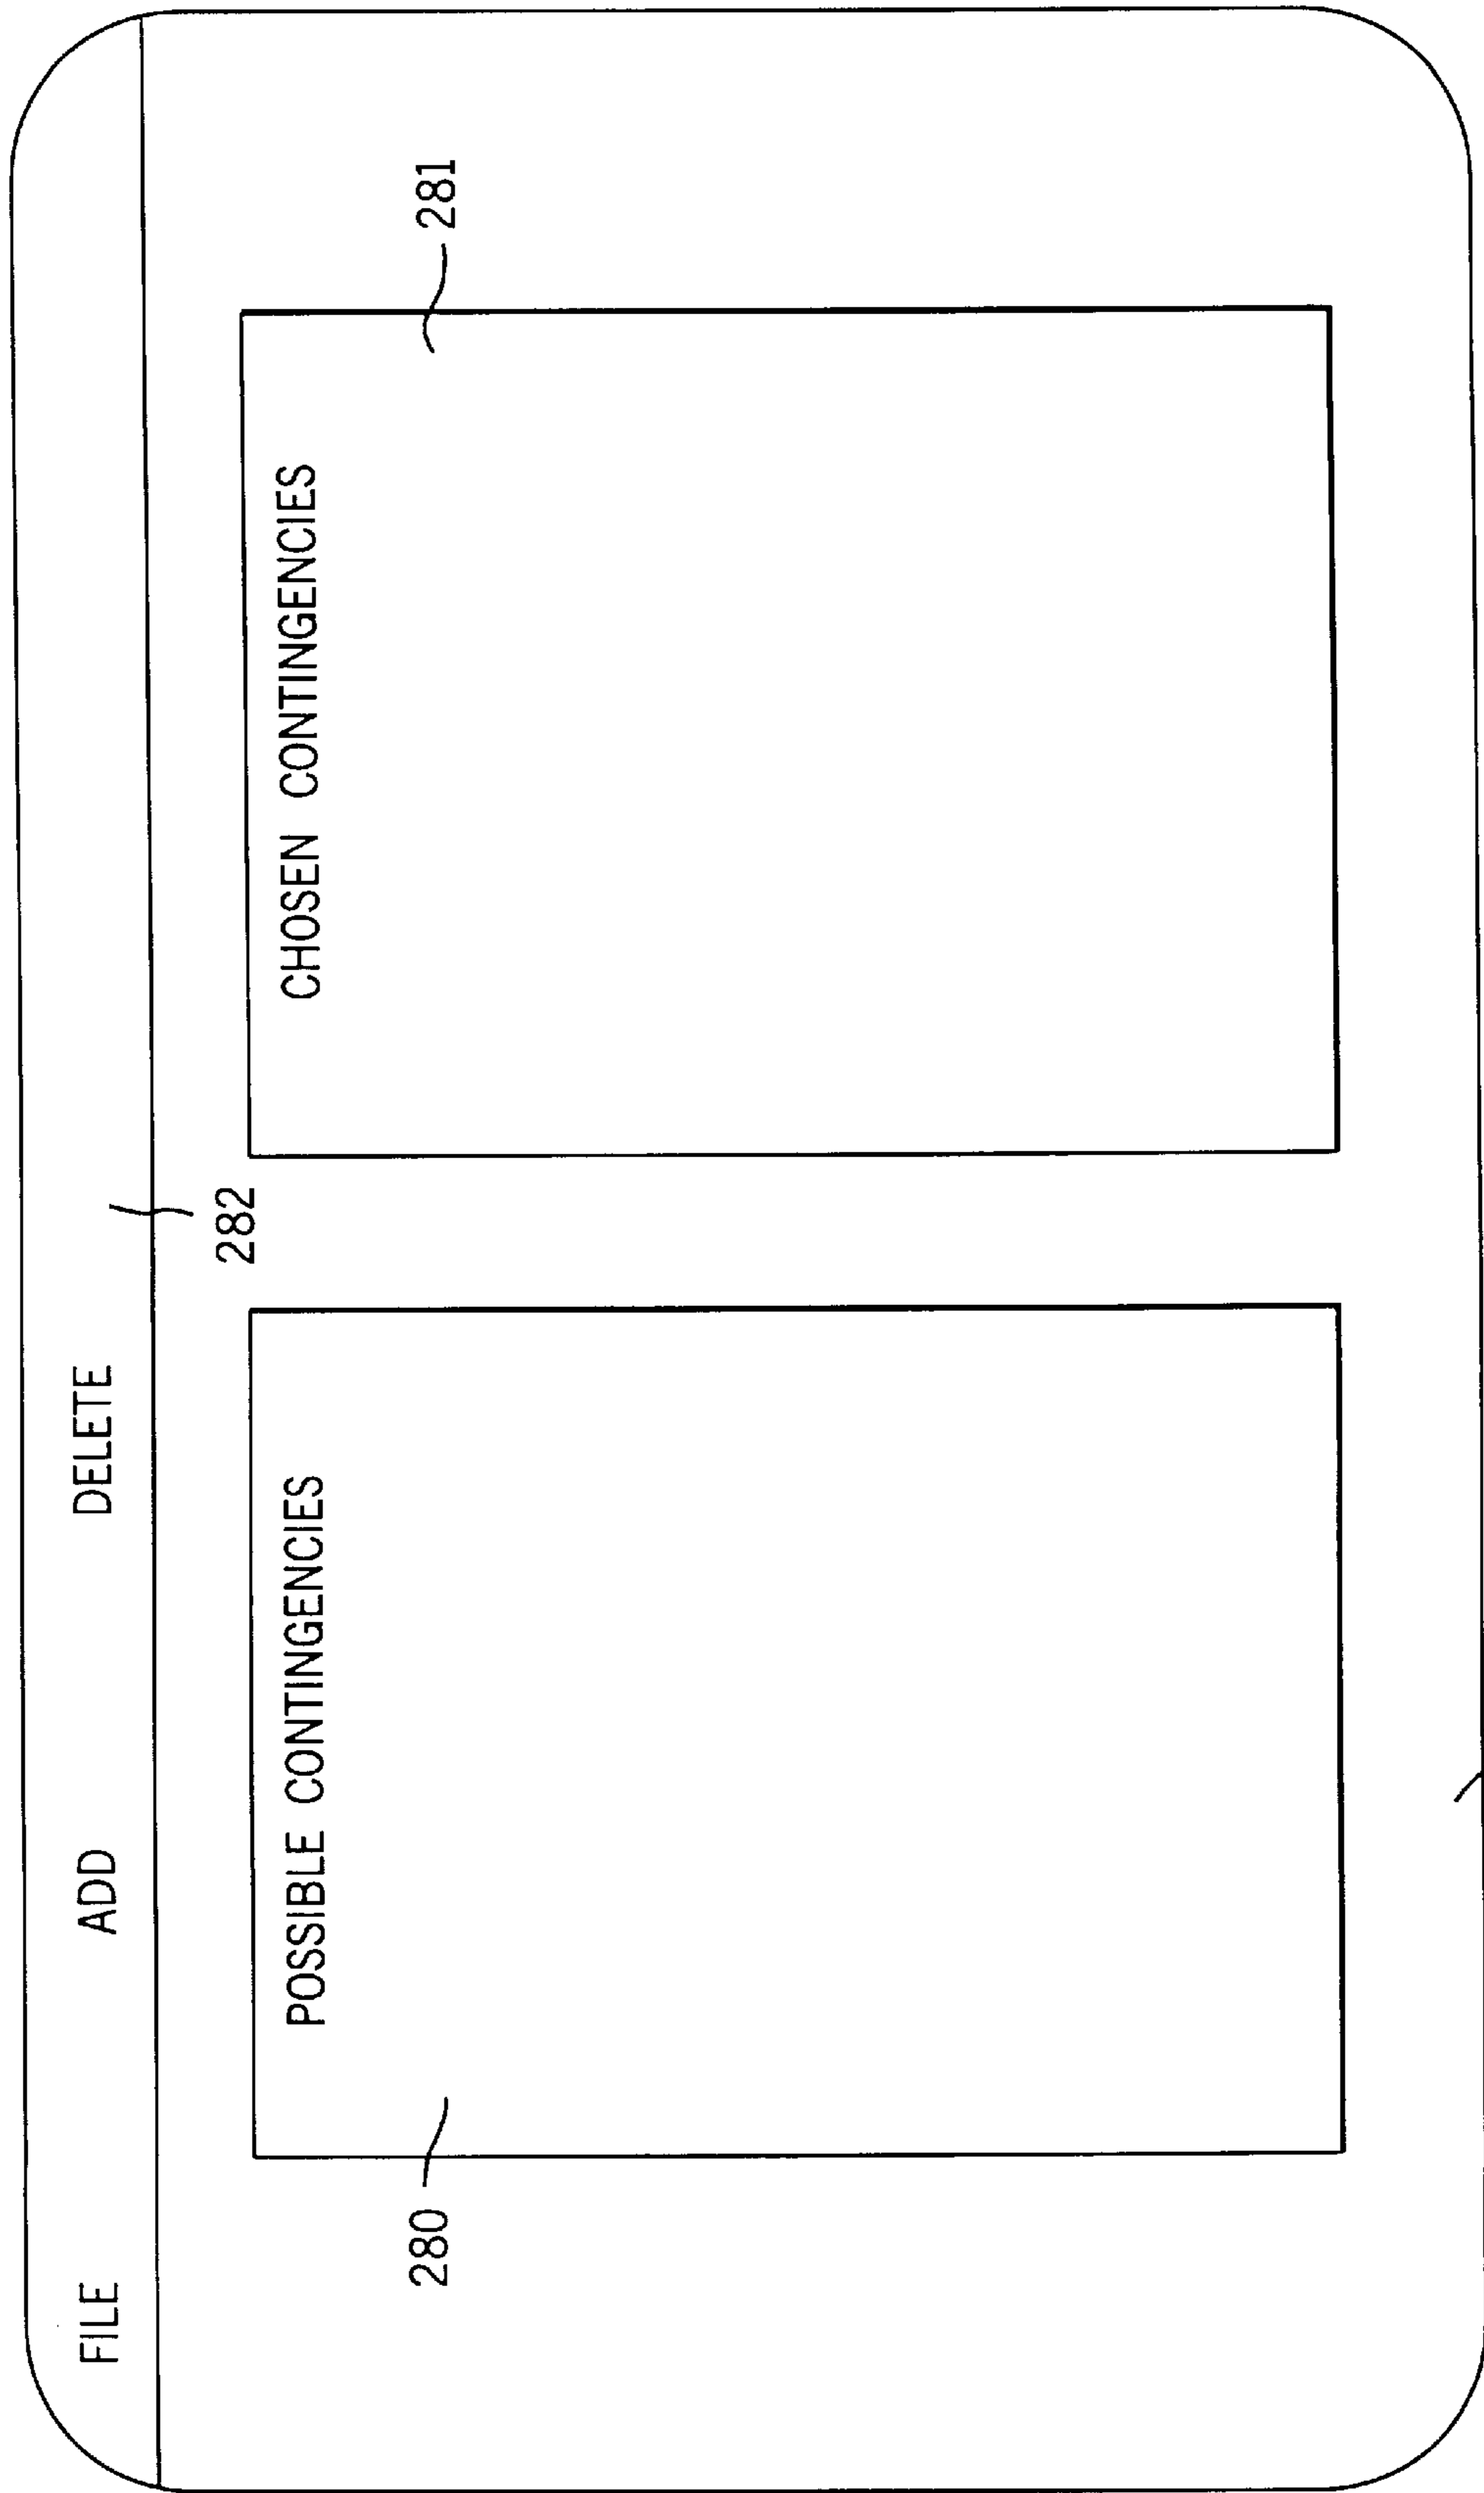 FILE ADD DELETE
282
POSSIBLE CONTINGENCIES
CHOSEN CONTINGENCIES
280
281